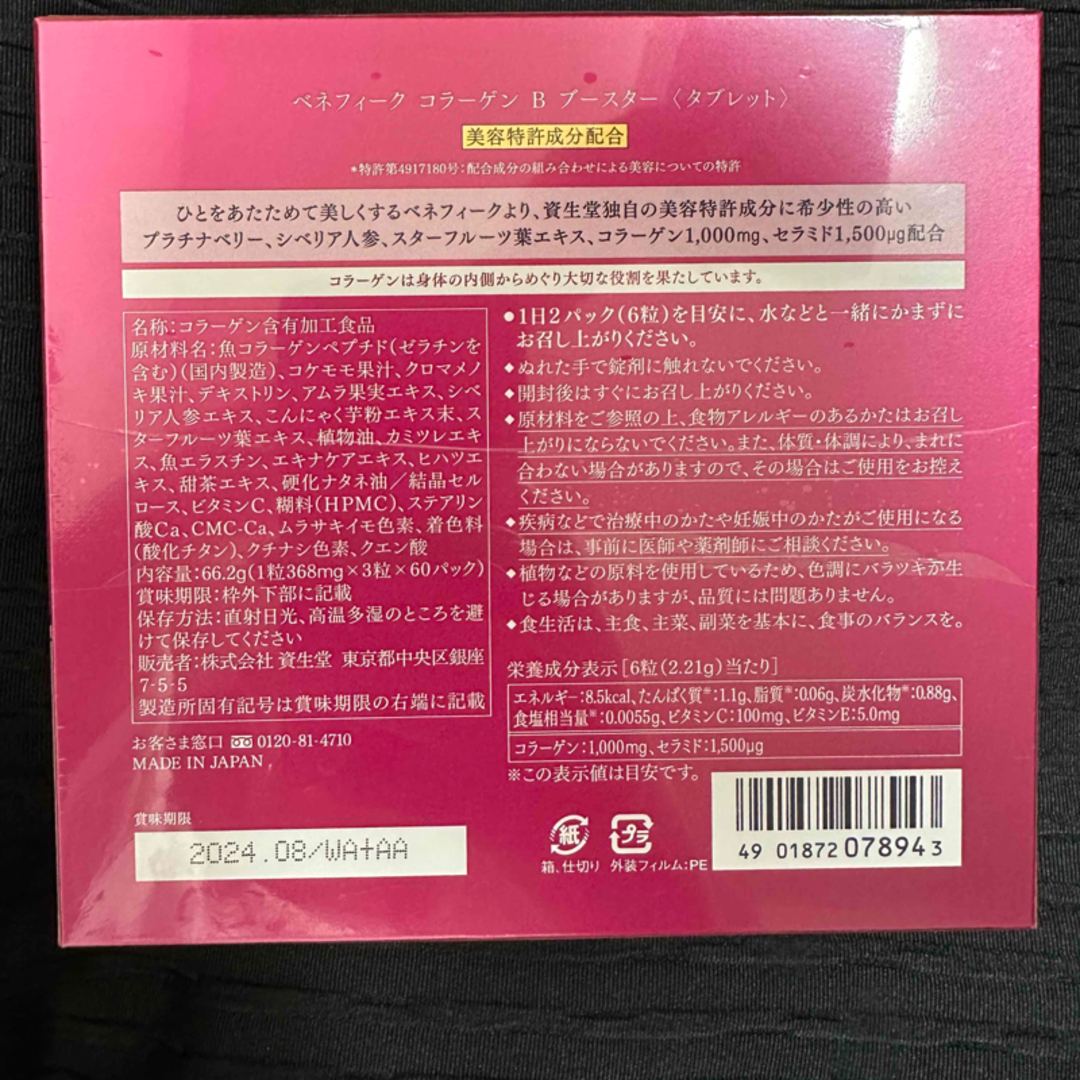 ベネフィーク コラーゲン B ブースター〈タブレット〉
美容特許成分配合
*特許第4917180号:配合成分の組み合わせによる美容についての特許
ひとをあたためて美しくするベネフィークより、資生堂独自の美容特許成分に希少性の高い
プラチナベリー、シベリア人参、スターフルーツ葉エキス、コラーゲン1,000mg、セラミド1,500μg配合
コラーゲンは身体の内側からめぐり大切な役割を果たしています。
名称:コラーゲン含有加工食品
原材料名:魚コラーゲンペプチド(ゼラチンを
含む)(国内製造)、コケモモ果汁、クロマメノ
キ果汁、デキストリン、アムラ果実エキス、シベ
リア人参エキス、こんにゃく芋粉エキス末、ス
ターフルーツ葉エキス、植物油、カミツレエキ
ス、魚エラスチン、エキナケアエキス、ヒハツエ
キス、甜茶エキス、硬化ナタネ油/結晶セル
ロース、ビタミンC、糊料(HPMC)、ステアリン
酸Ca、CMC-Ca、ムラサキイモ色素、着色料
(酸化チタン)、クチナシ色素、クエン酸
内容量:66.2g(1粒368mg×3粒×60パック)
賞味期限:枠外下部に記載
保存方法:直射日光、高温多湿のところを避
けて保存してください
販売者:株式会社 資生堂 東京都中央区銀座
7-5-5
製造所固有記号は賞味期限の右端に記載
お客さま窓口 0120-81-4710
MADE IN JAPAN
賞味期限
2024.08/WA†AA
●1日2パック(6粒)を目安に、水などと一緒にかまずに
お召し上がりください。
◆ぬれた手で錠剤に触れないでください。
◆開封後はすぐにお召し上がりください。
◆原材料をご参照の上、食物アレルギーのあるかたはお召し
上がりにならないでください。また、体質・体調により、まれに
合わない場合がありますので、その場合はご使用をお控え
ください。
◆疾病などで治療中のかたや妊娠中のかたがご使用になる
場合は、事前に医師や薬剤師にご相談ください。
◆植物などの原料を使用しているため、色調にバラツキが生
じる場合がありますが、品質には問題ありません。
◆食生活は、主食、主菜、副菜を基本に、食事のバランスを。
栄養成分表示[6粒(2.21g)当たり]
エネルギー:8.5kcal、たんぱく質※:1.1g、脂質※:0.06g、炭水化物※:0.88g、
食塩相当量※:0.0055g、ビタミンC:100mg、ビタミンE:5.0mg
コラーゲン:1,000mg、セラミド:1,500μg
※この表示値は目安です。
紙 プラ
箱、仕切り 外装フィルム:PE
49 01872 078943